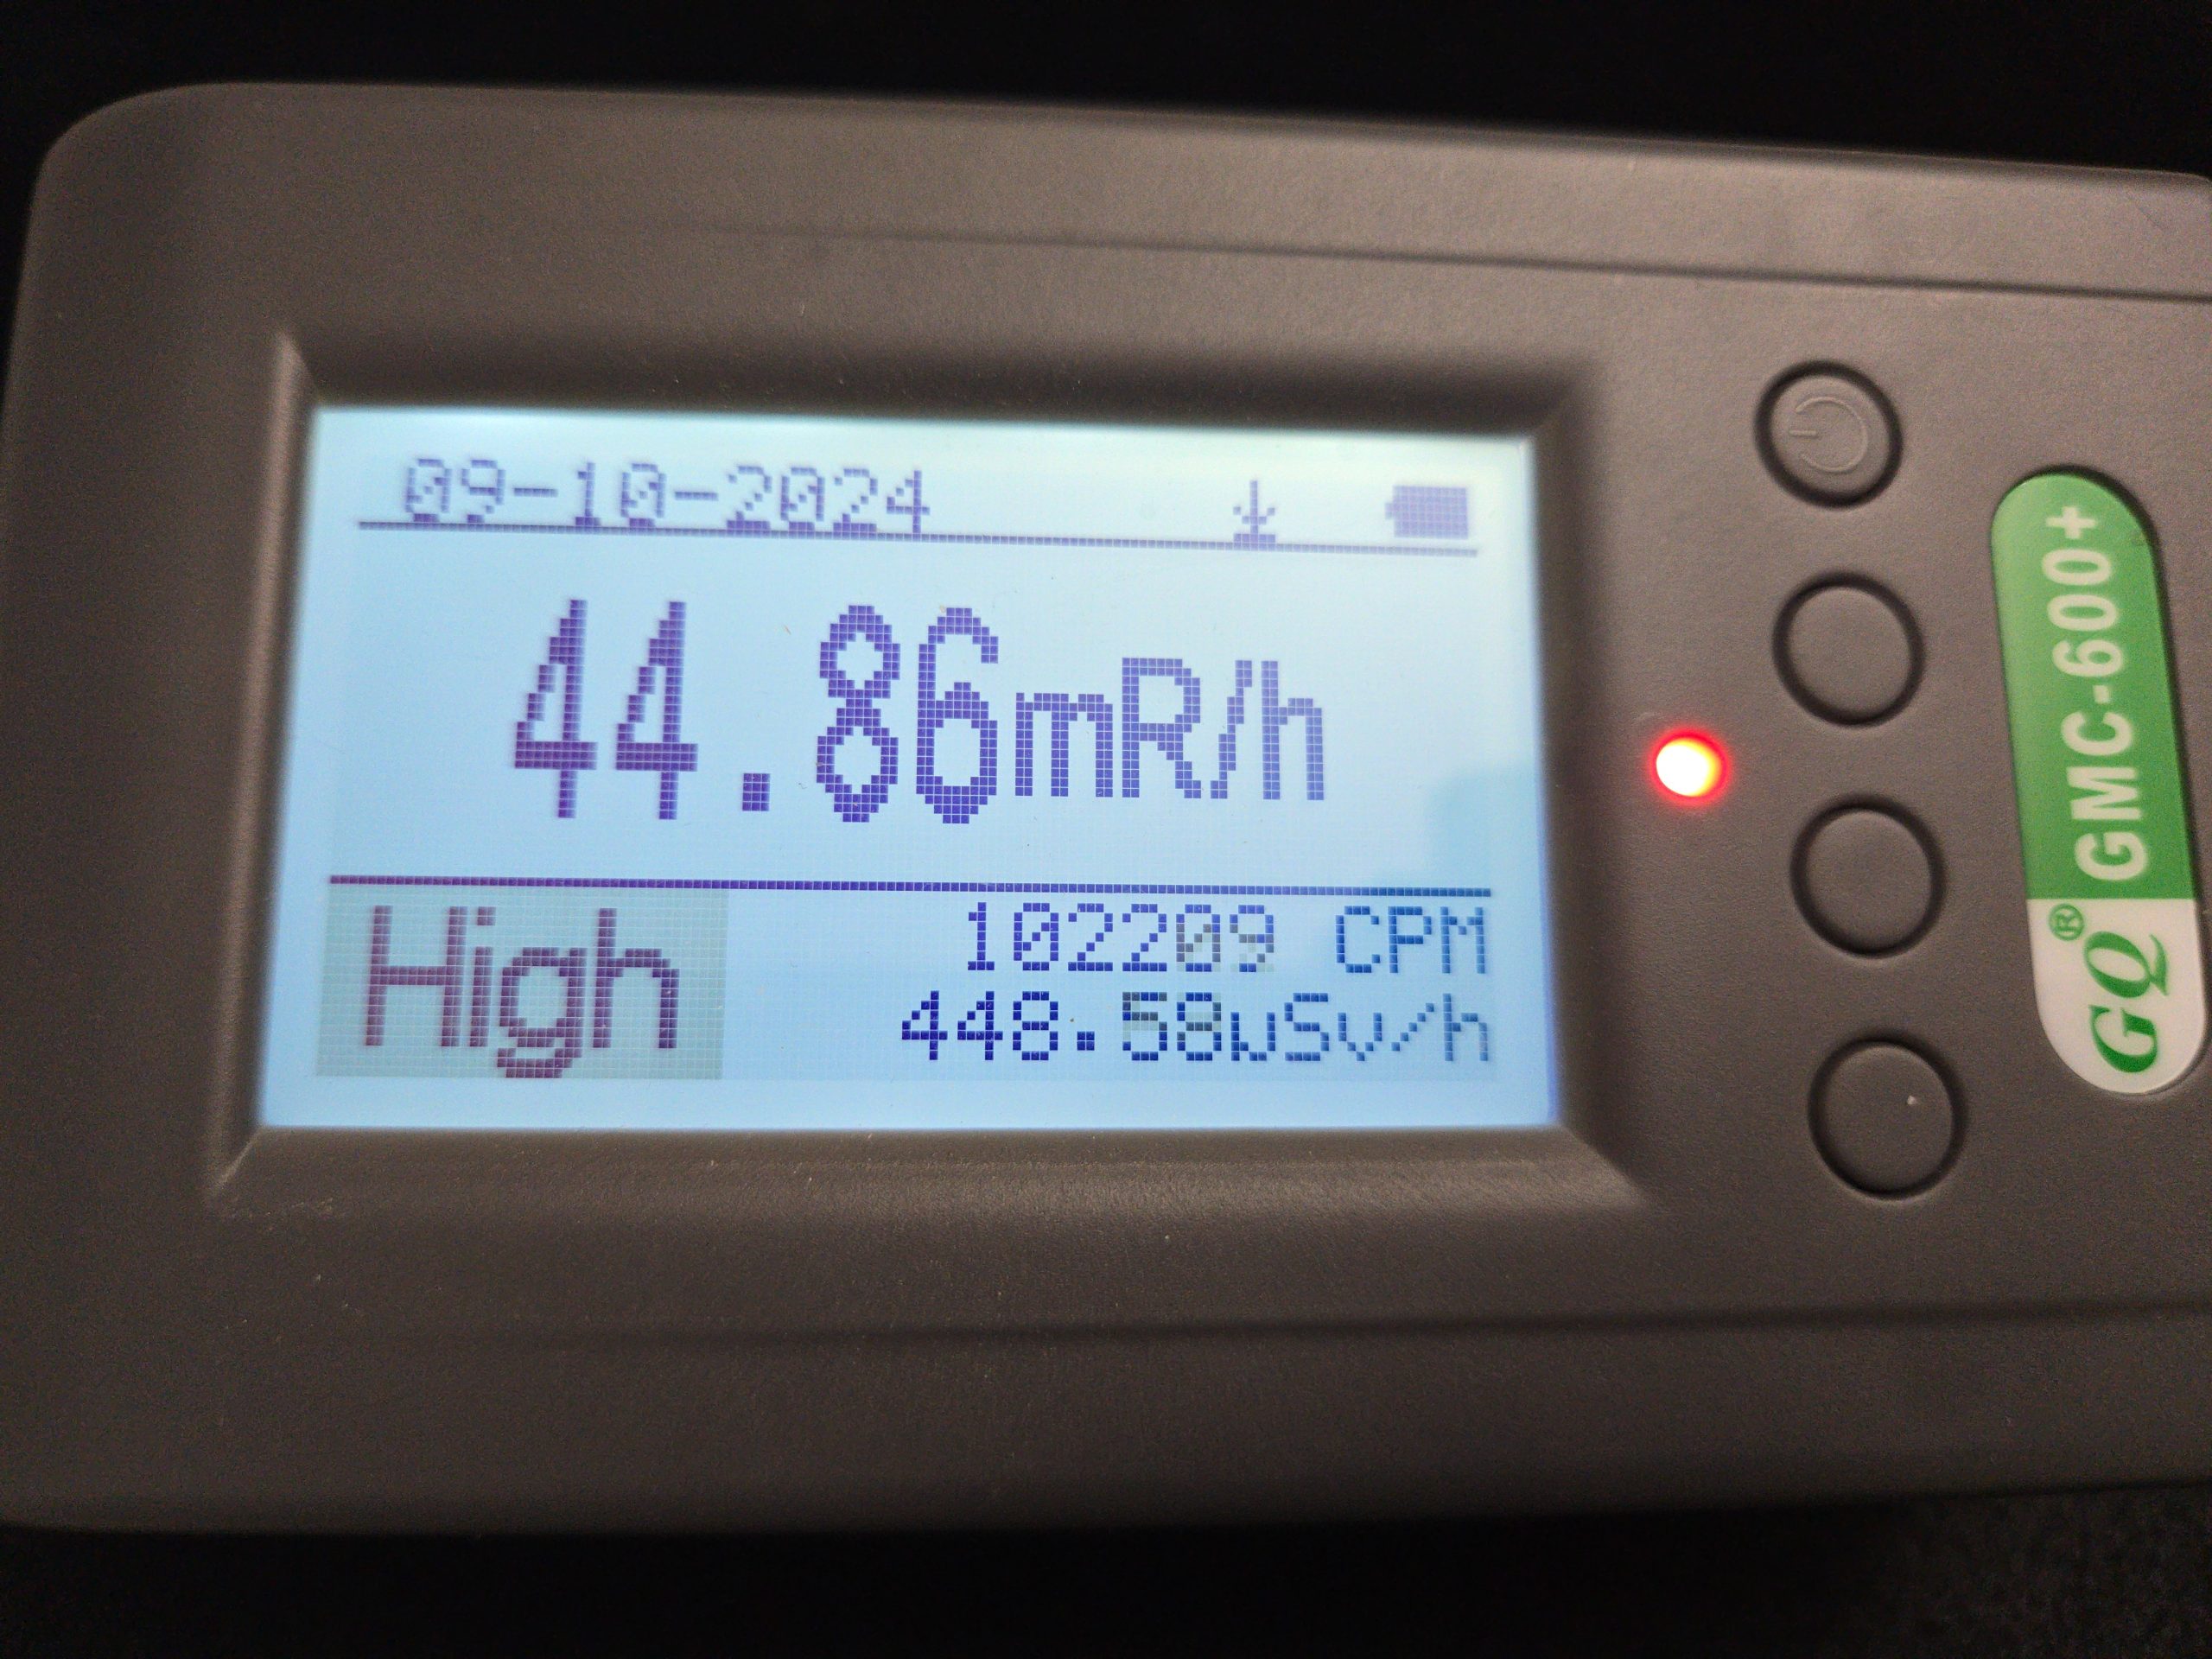 09-10-2024
44.86mR/h
High
102209 CPM
448.58uSv/h
GQ® GMC-600+